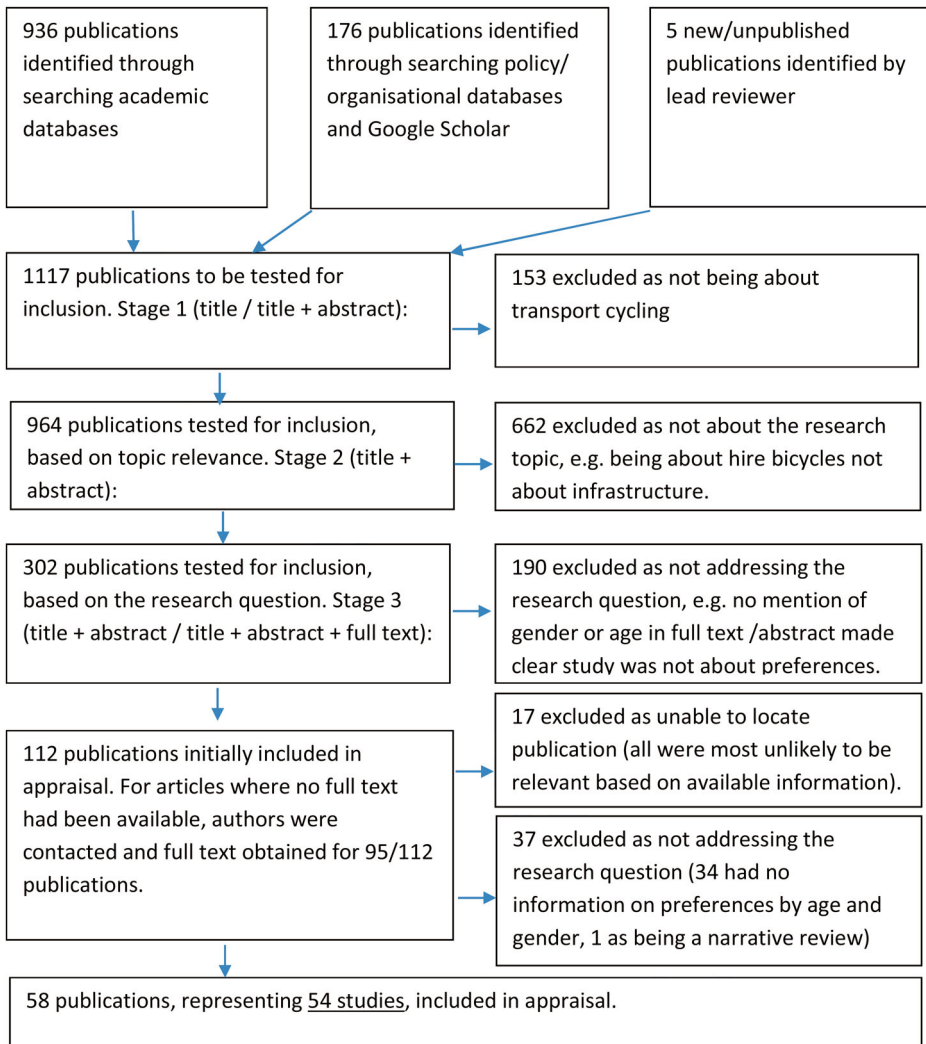 936 publications
identified through
searching academic
databases
176 publications identified
through searching policy/
organisational databases
and Google Scholar
5 new/unpublished
publications identified by
lead reviewer
1117 publications to be tested for
inclusion. Stage 1 (title / title + abstract):
153 excluded as not being about
transport cycling
964 publications tested for inclusion,
based on topic relevance. Stage 2 (title +
abstract):
662 excluded as not about the research
topic, e.g. being about hire bicycles not
about infrastructure.
302 publications tested for inclusion,
based on the research question. Stage 3
(title + abstract / title + abstract + full text):
190 excluded as not addressing the
research question, e.g. no mention of
gender or age in full text /abstract made
clear study was not about preferences.
112 publications initially included in
appraisal. For articles where no full text
had been available, authors were
contacted and full text obtained for 95/112
publications.
17 excluded as unable to locate
publication (all were most unlikely to be
relevant based on available information).
37 excluded as not addressing the
research question (34 had no
information on preferences by age and
gender, 1 as being a narrative review)
58 publications, representing 54 studies, included in appraisal.